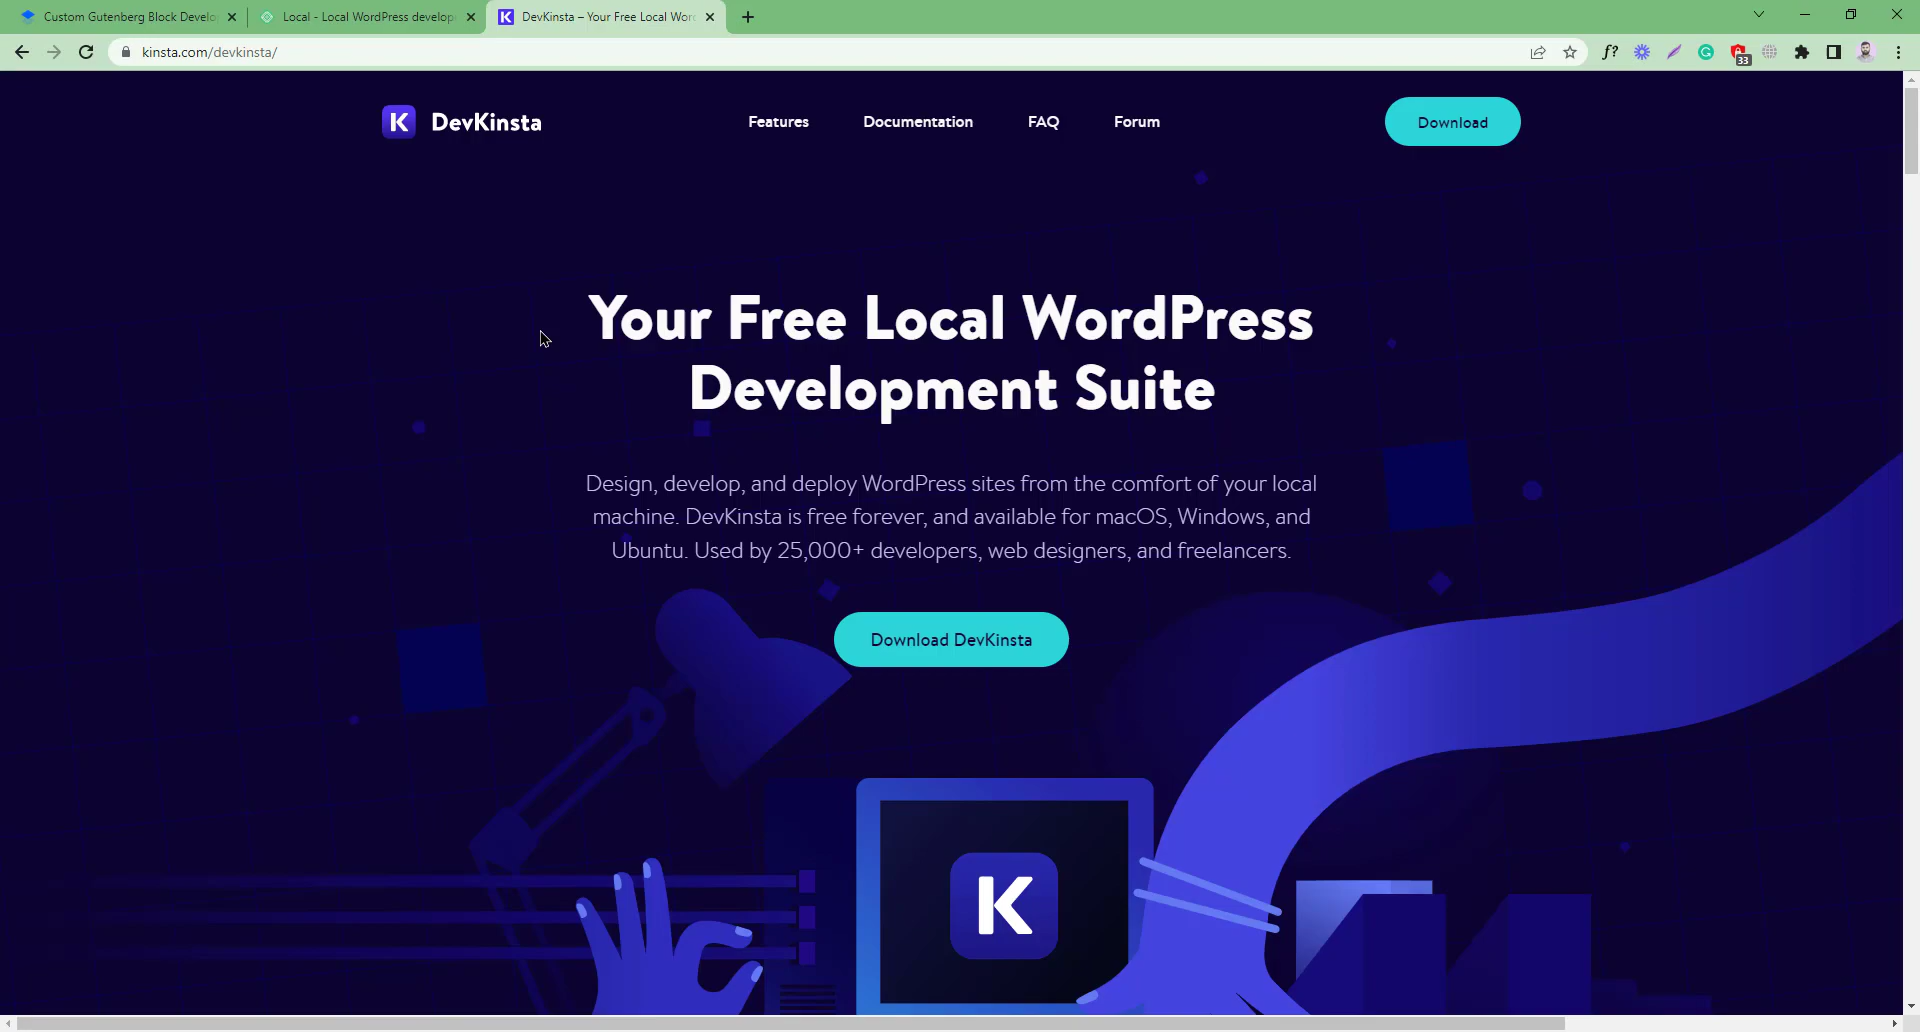 Custom Gutenberg Block Develo
Local - Local WordPress develop
DevKinsta – Your Free Local Wor
kinsta.com/devkinsta/
f?
33
K
DevKinsta
Features
Documentation
FAQ
Forum
Download
Your Free Local WordPress
Development Suite
Design, develop, and deploy WordPress sites from the comfort of your local
machine. DevKinsta is free forever, and available for macOS, Windows, and
Ubuntu. Used by 25,000+ developers, web designers, and freelancers.
Download DevKinsta
K